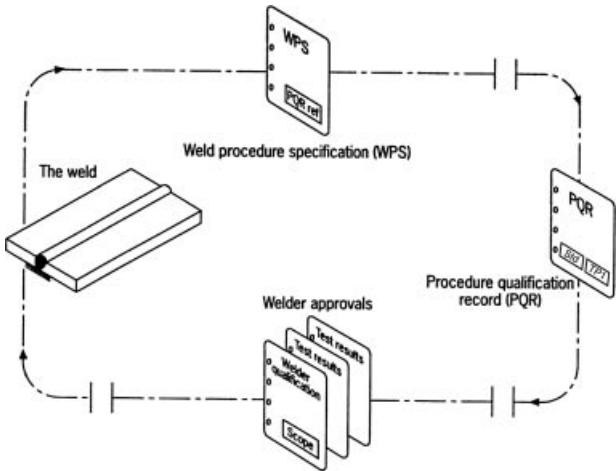 WPS
PQR ref
Weld procedure specification (WPS)
The weld
PQR
Std
TPI
Procedure qualification
record (PQR)
Welder approvals
Test results
Test results
Welder
qualification
Scope